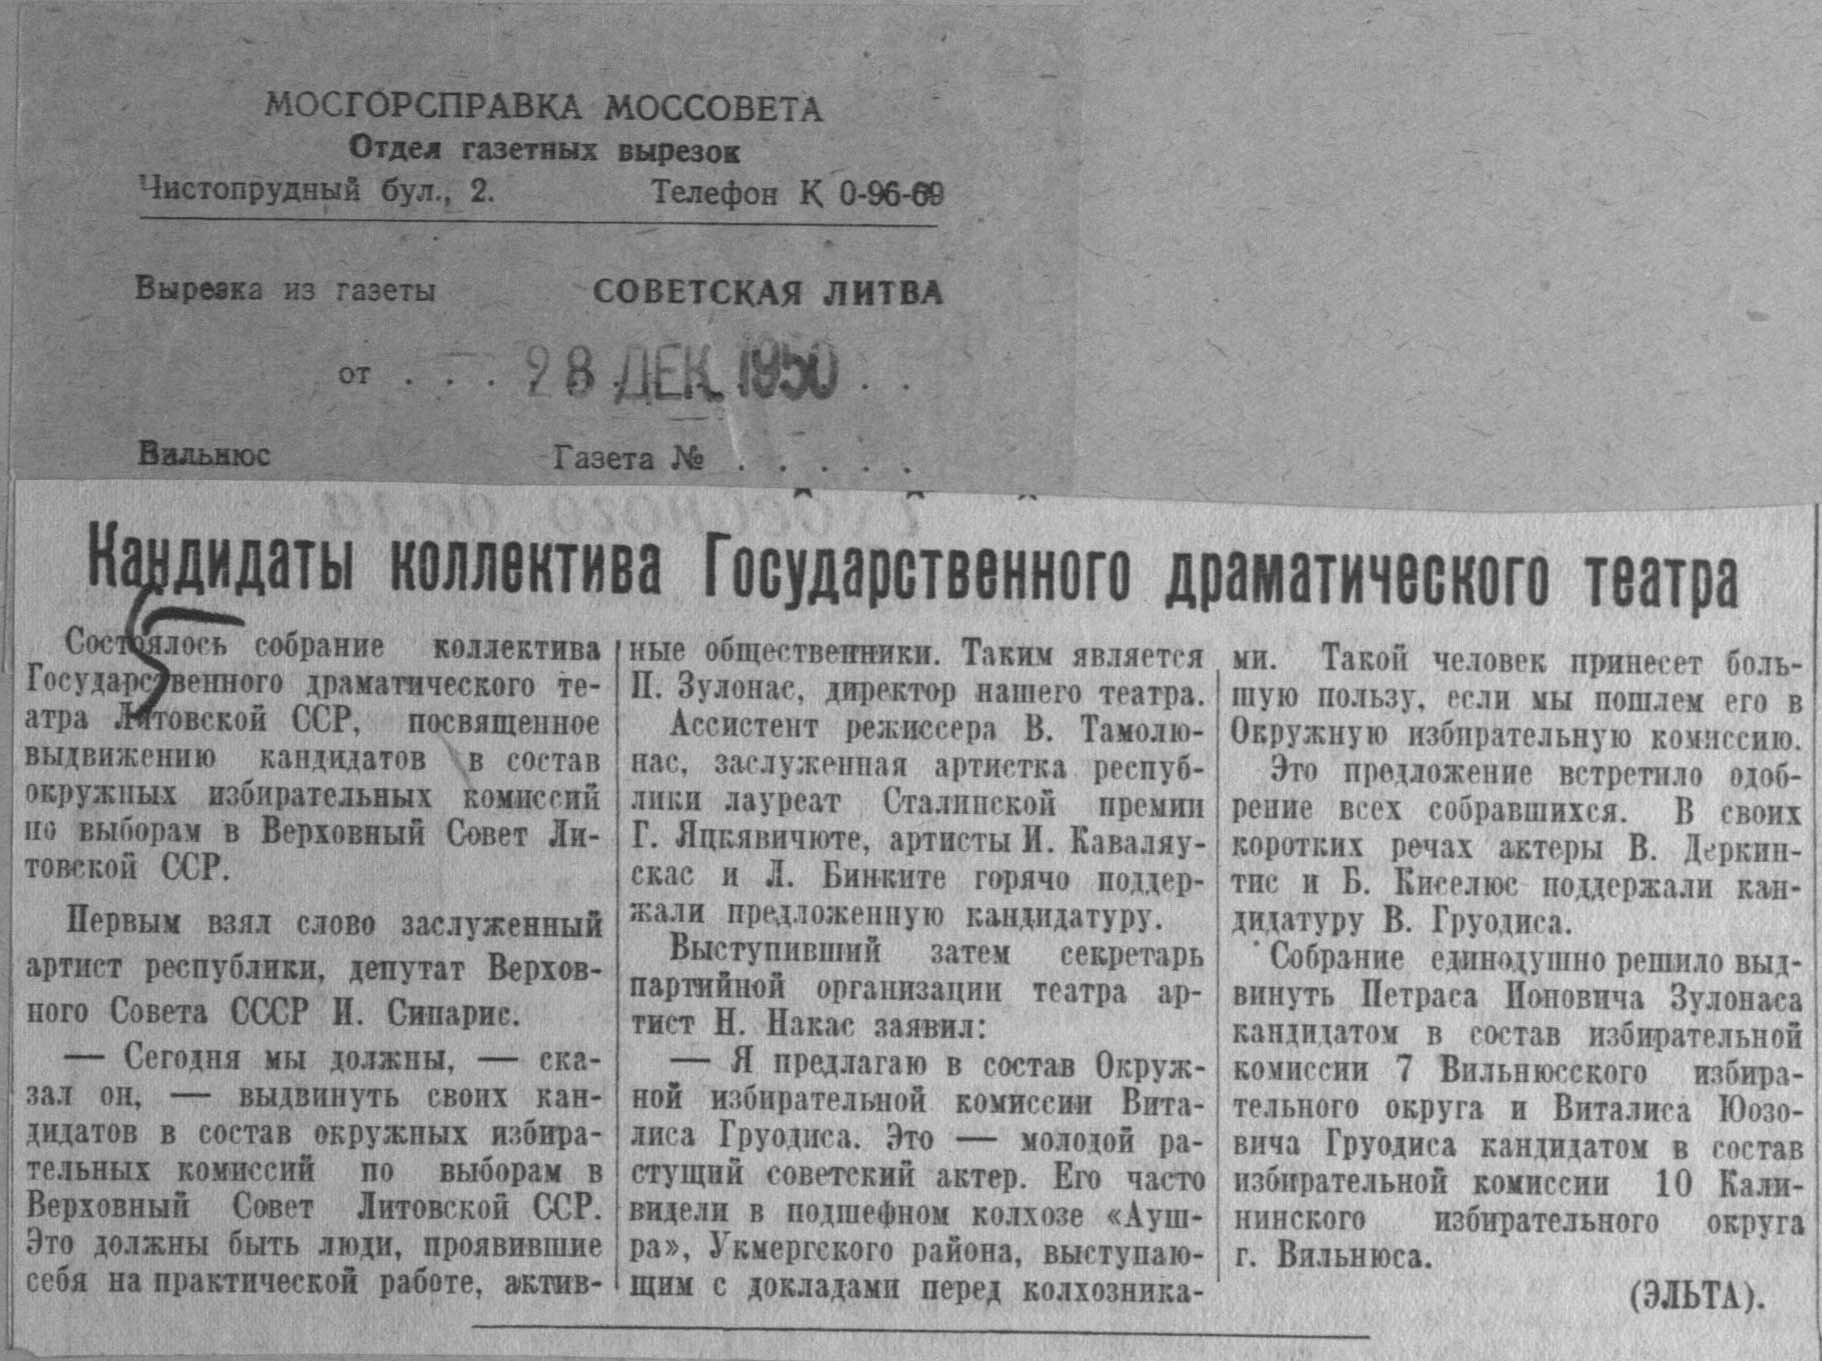 МОСГОРСПРАВКА МОССОВЕТА
Отдел газетных вырезок
Чистопрудный бул., 2. Телефон К 0-96-69
Вырезка из газеты СОВЕТСКАЯ ЛИТВА
от . . . 28 ДЕК. 1950 . .
Вильнюс Газета № . . . . .
Кандидаты коллектива Государственного драматического театра
Состоялось собрание коллектива
Государственного драматического те-
атра Литовской ССР, посвященное
выдвижению кандидатов в состав
окружных избирательных комиссий
по выборам в Верховный Совет Ли-
товской ССР.
Первым взял слово заслуженный
артист республики, депутат Верхов-
ного Совета СССР И. Сипарис.
— Сегодня мы должны, — ска-
зал он, — выдвинуть своих кан-
дидатов в состав окружных избира-
тельных комиссий по выборам в
Верховный Совет Литовской ССР.
Это должны быть люди, проявившие
себя на практической работе, актив-
ные общественники. Таким является
П. Зулонас, директор нашего театра.
Ассистент режиссера В. Тамолю-
нас, заслуженная артистка респуб-
лики лауреат Сталинской премии
Г. Яцкявичюте, артисты И. Каваляу-
скас и Л. Бинките горячо поддер-
жали предложенную кандидатуру.
Выступивший затем секретарь
партийной организации театра ар-
тист Н. Накас заявил:
— Я предлагаю в состав Окруж-
ной избирательной комиссии Вита-
лиса Груодиса. Это — молодой ра-
стущий советский актер. Его часто
видели в подшефном колхозе «Ауш-
ра», Укмергского района, выступаю-
щим с докладами перед колхозника-
ми. Такой человек принесет боль-
шую пользу, если мы пошлем его в
Окружную избирательную комиссию.
Это предложение встретило одоб-
рение всех собравшихся. В своих
коротких речах актеры В. Деркин-
тис и Б. Киселюс поддержали кан-
дидатуру В. Груодиса.
Собрание единодушно решило выд-
винуть Петраса Ионовича Зулонаса
кандидатом в состав избирательной
комиссии 7 Вильнюсского избира-
тельного округа и Виталиса Юозо-
вича Груодиса кандидатом в состав
избирательной комиссии 10 Кали-
нинского избирательного округа
г. Вильнюса.
(ЭЛЬТА).